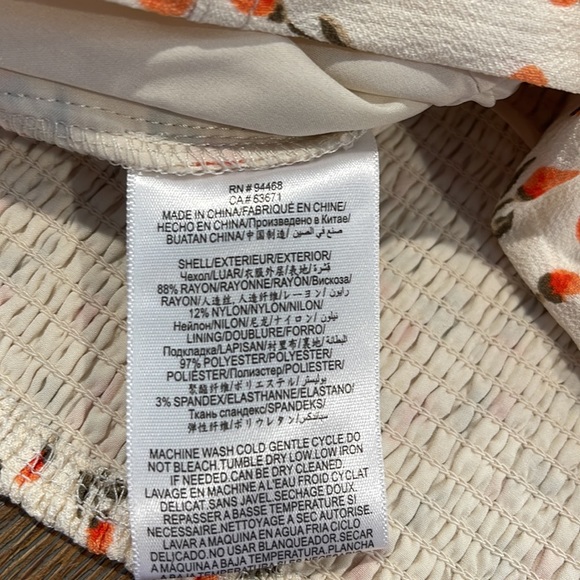 RN# 94468
CA# 63671
MADE IN CHINA/FABRIQUÉ EN CHINE/
HECHO EN CHINA/Произведено в Китае/
BUATAN CHINA/中国制造/ صنع في الصين
SHELL/EXTERIEUR/EXTERIOR/
Чехол/LUAR/衣服外层/表地/ قشرة/
88% RAYON/RAYONNE/RAYON/Вискоза/
RAYON/人造丝, 人造纤维/レーヨン/ رايون/
12% NYLON/NYLON/NILON/
Нейлон/NILON/尼龙/ナイロン/ نيلون/
LINING/DOUBLURE/FORRO/
Подкладка/LAPISAN/衬里布/裏地/ البطانة/
97% POLYESTER/POLYESTER/
POLIÉSTER/Полиэстер/POLIESTER/
聚酯纤维/ポリエステル/ بوليستر/
3% SPANDEX/ELASTHANNE/ELASTANO/
Ткань спандекс/SPANDEKS/
弹性纤维/ポリウレタン/ سباندكس/
MACHINE WASH COLD GENTLE CYCLE.DO
NOT BLEACH.TUMBLE DRY LOW.LOW IRON
IF NEEDED.CAN BE DRY CLEANED.
LAVAGE EN MACHINE A L'EAU FROID CYCLAT
DELICAT.SANS JAVEL.SECHAGE DOUX.
REPASSER A BASSE TEMPERATURE SI
NECESSAIRE.NETTOYAGE A SEC AUTORISE.
LAVAR A MAQUINA EN AGUA FRIA CICLO
DELICADO.NO USAR BLANQUEADOR.SECAR
A MAQUINA A BAJA TEMPERATURA.PLANCHA
A BAJA TEMPERATURA